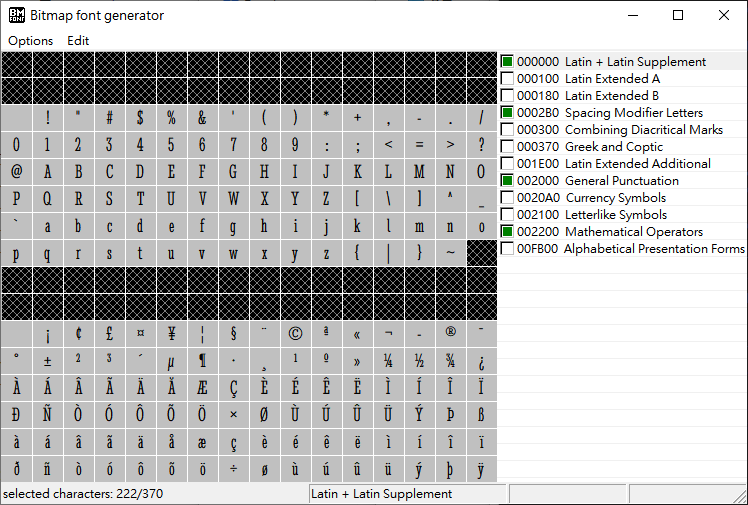 BM FONT Bitmap font generator
Options Edit
! " # $ % & ' ( ) * + , - . /
0 1 2 3 4 5 6 7 8 9 : ; < = > ?
@ A B C D E F G H I J K L M N O
P Q R S T U V W X Y Z [ \ ] ^ _
` a b c d e f g h i j k l m n o
p q r s t u v w x y z { | } ~
¡ ¢ £ ¤ ¥ ¦ § ¨ © ª « ¬ - ® ¯
° ± ² ³ ´ µ ¶ · ¸ ¹ º » ¼ ½ ¾ ¿
À Á Â Ã Ä Å Æ Ç È É Ê Ë Ì Í Î Ï
Ð Ñ Ò Ó Ô Õ Ö × Ø Ù Ú Û Ü Ý Þ ß
à á â ã ä å æ ç è é ê ë ì í î ï
ð ñ ò ó ô õ ö ÷ ø ù ú û ü ý þ ÿ
000000 Latin + Latin Supplement
000100 Latin Extended A
000180 Latin Extended B
0002B0 Spacing Modifier Letters
000300 Combining Diacritical Marks
000370 Greek and Coptic
001E00 Latin Extended Additional
002000 General Punctuation
0020A0 Currency Symbols
002100 Letterlike Symbols
002200 Mathematical Operators
00FB00 Alphabetical Presentation Forms
selected characters: 222/370
Latin + Latin Supplement